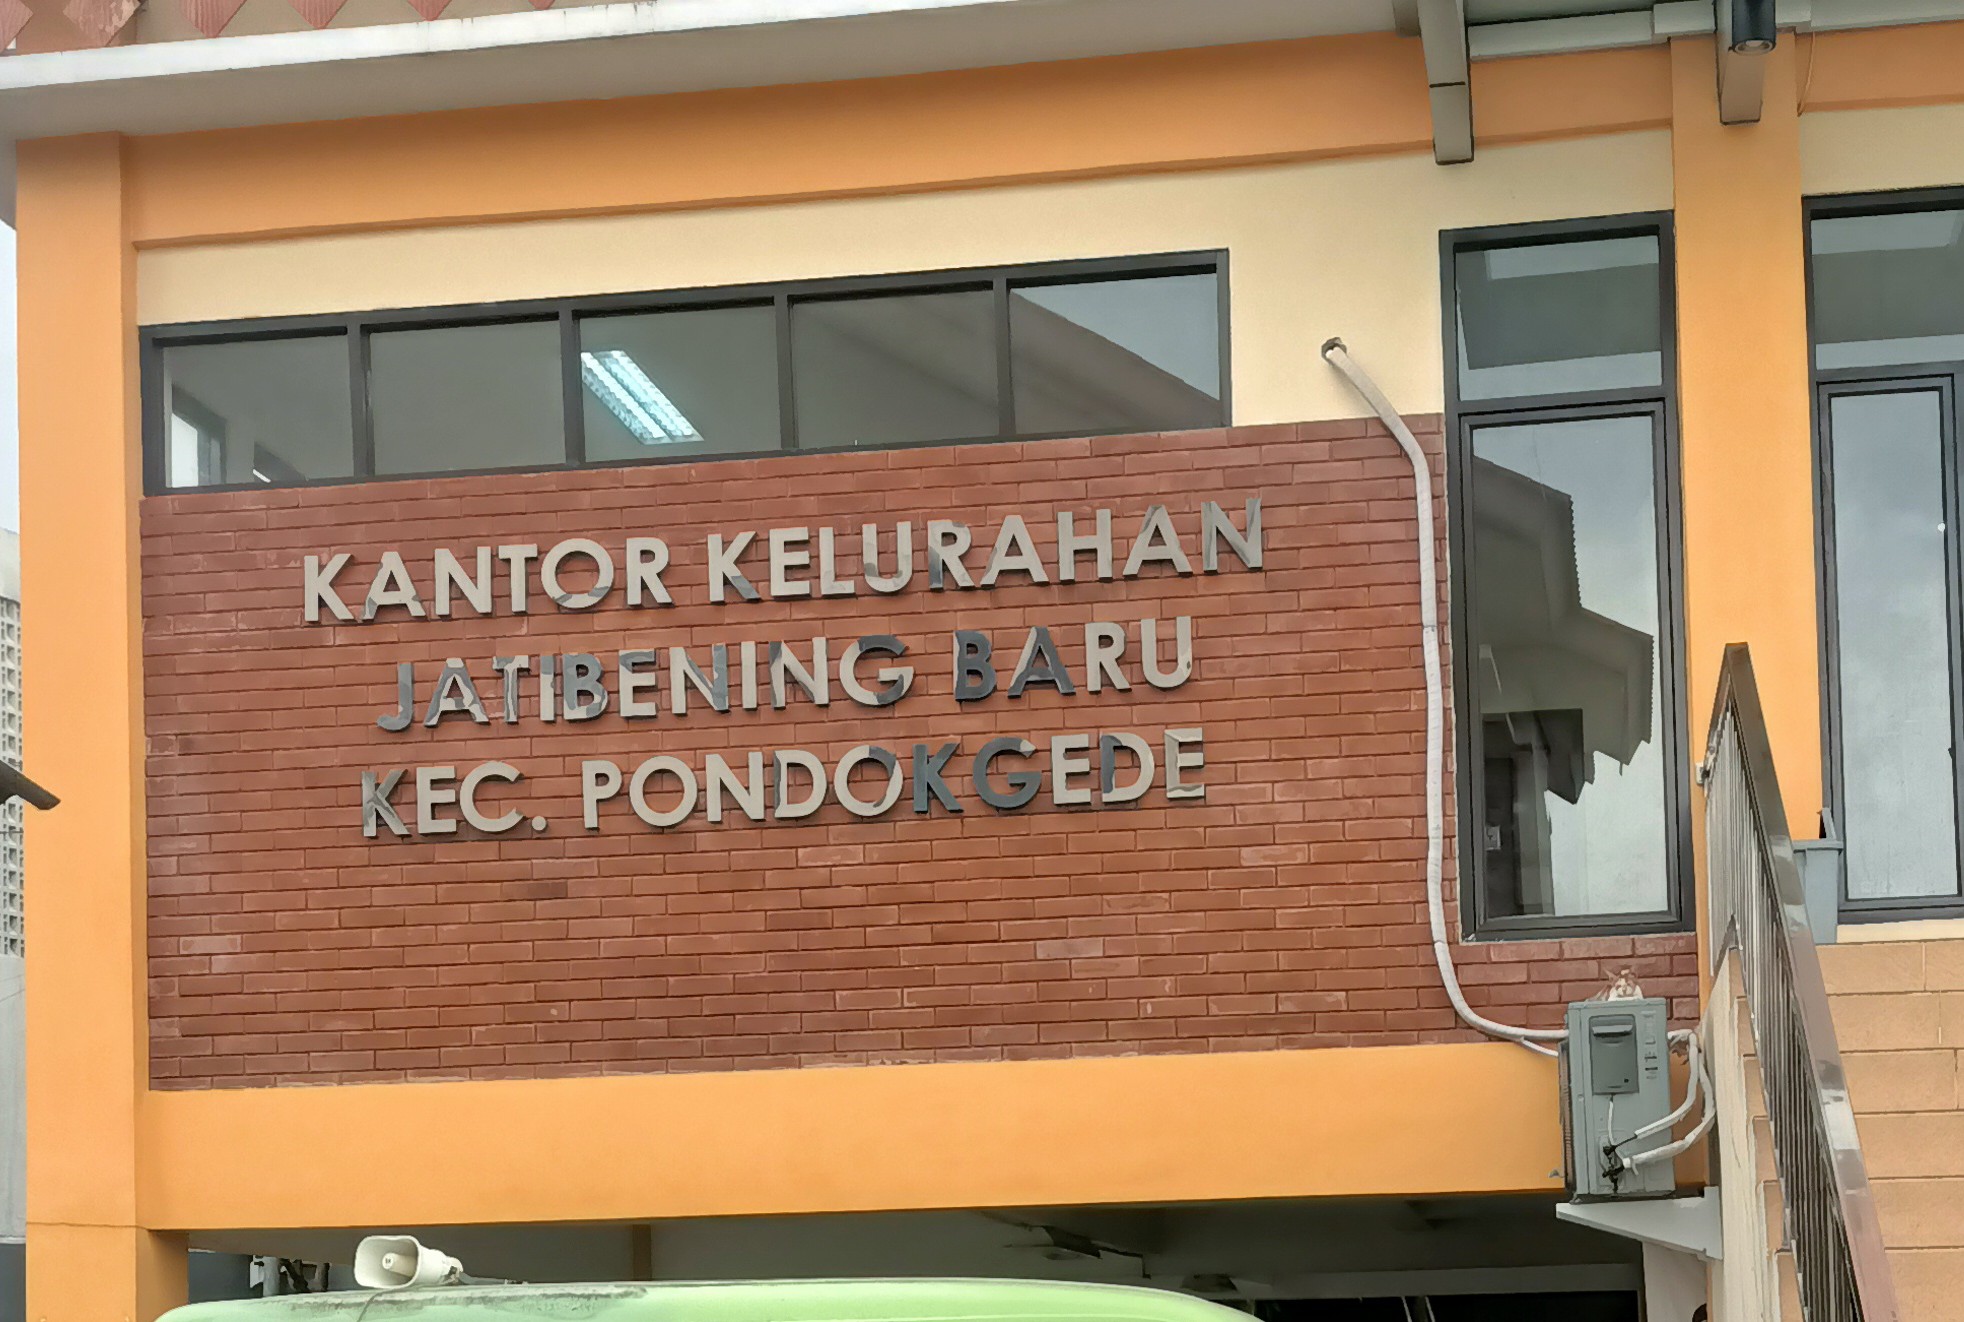 KANTOR KELURAHAN
JATIBENING BARU
KEC. PONDOKGEDE